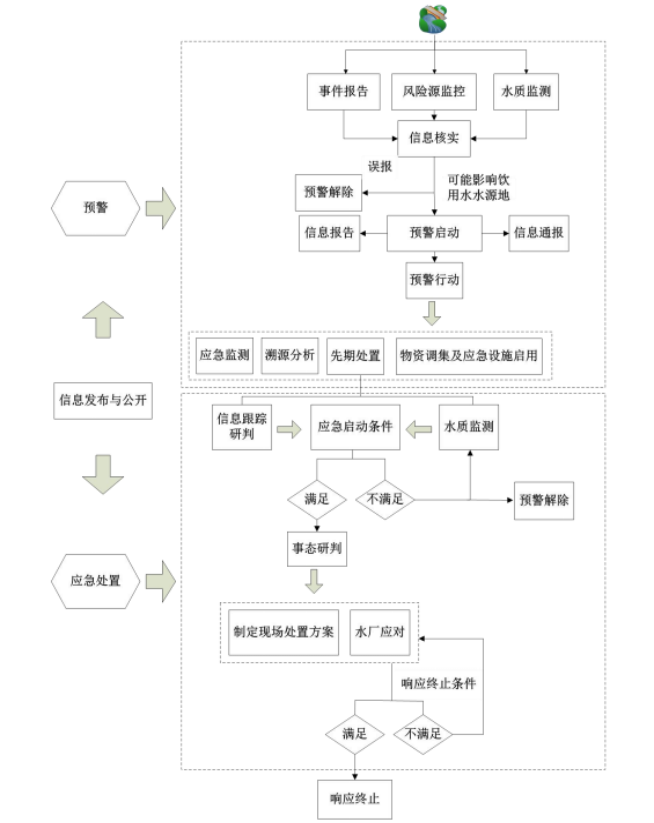 事件报告
风险源监控
水质监测
信息核实
误报
可能影响饮
用水水源地
预警解除
预警
信息报告
预警启动
信息通报
预警行动
应急监测
溯源分析
先期处置
物资调集及应急设施启用
信息发布与公开
信息跟踪
研判
应急启动条件
水质监测
满足
不满足
预警解除
事态研判
应急处置
制定现场处置方案
水厂应对
响应终止条件
满足
不满足
响应终止